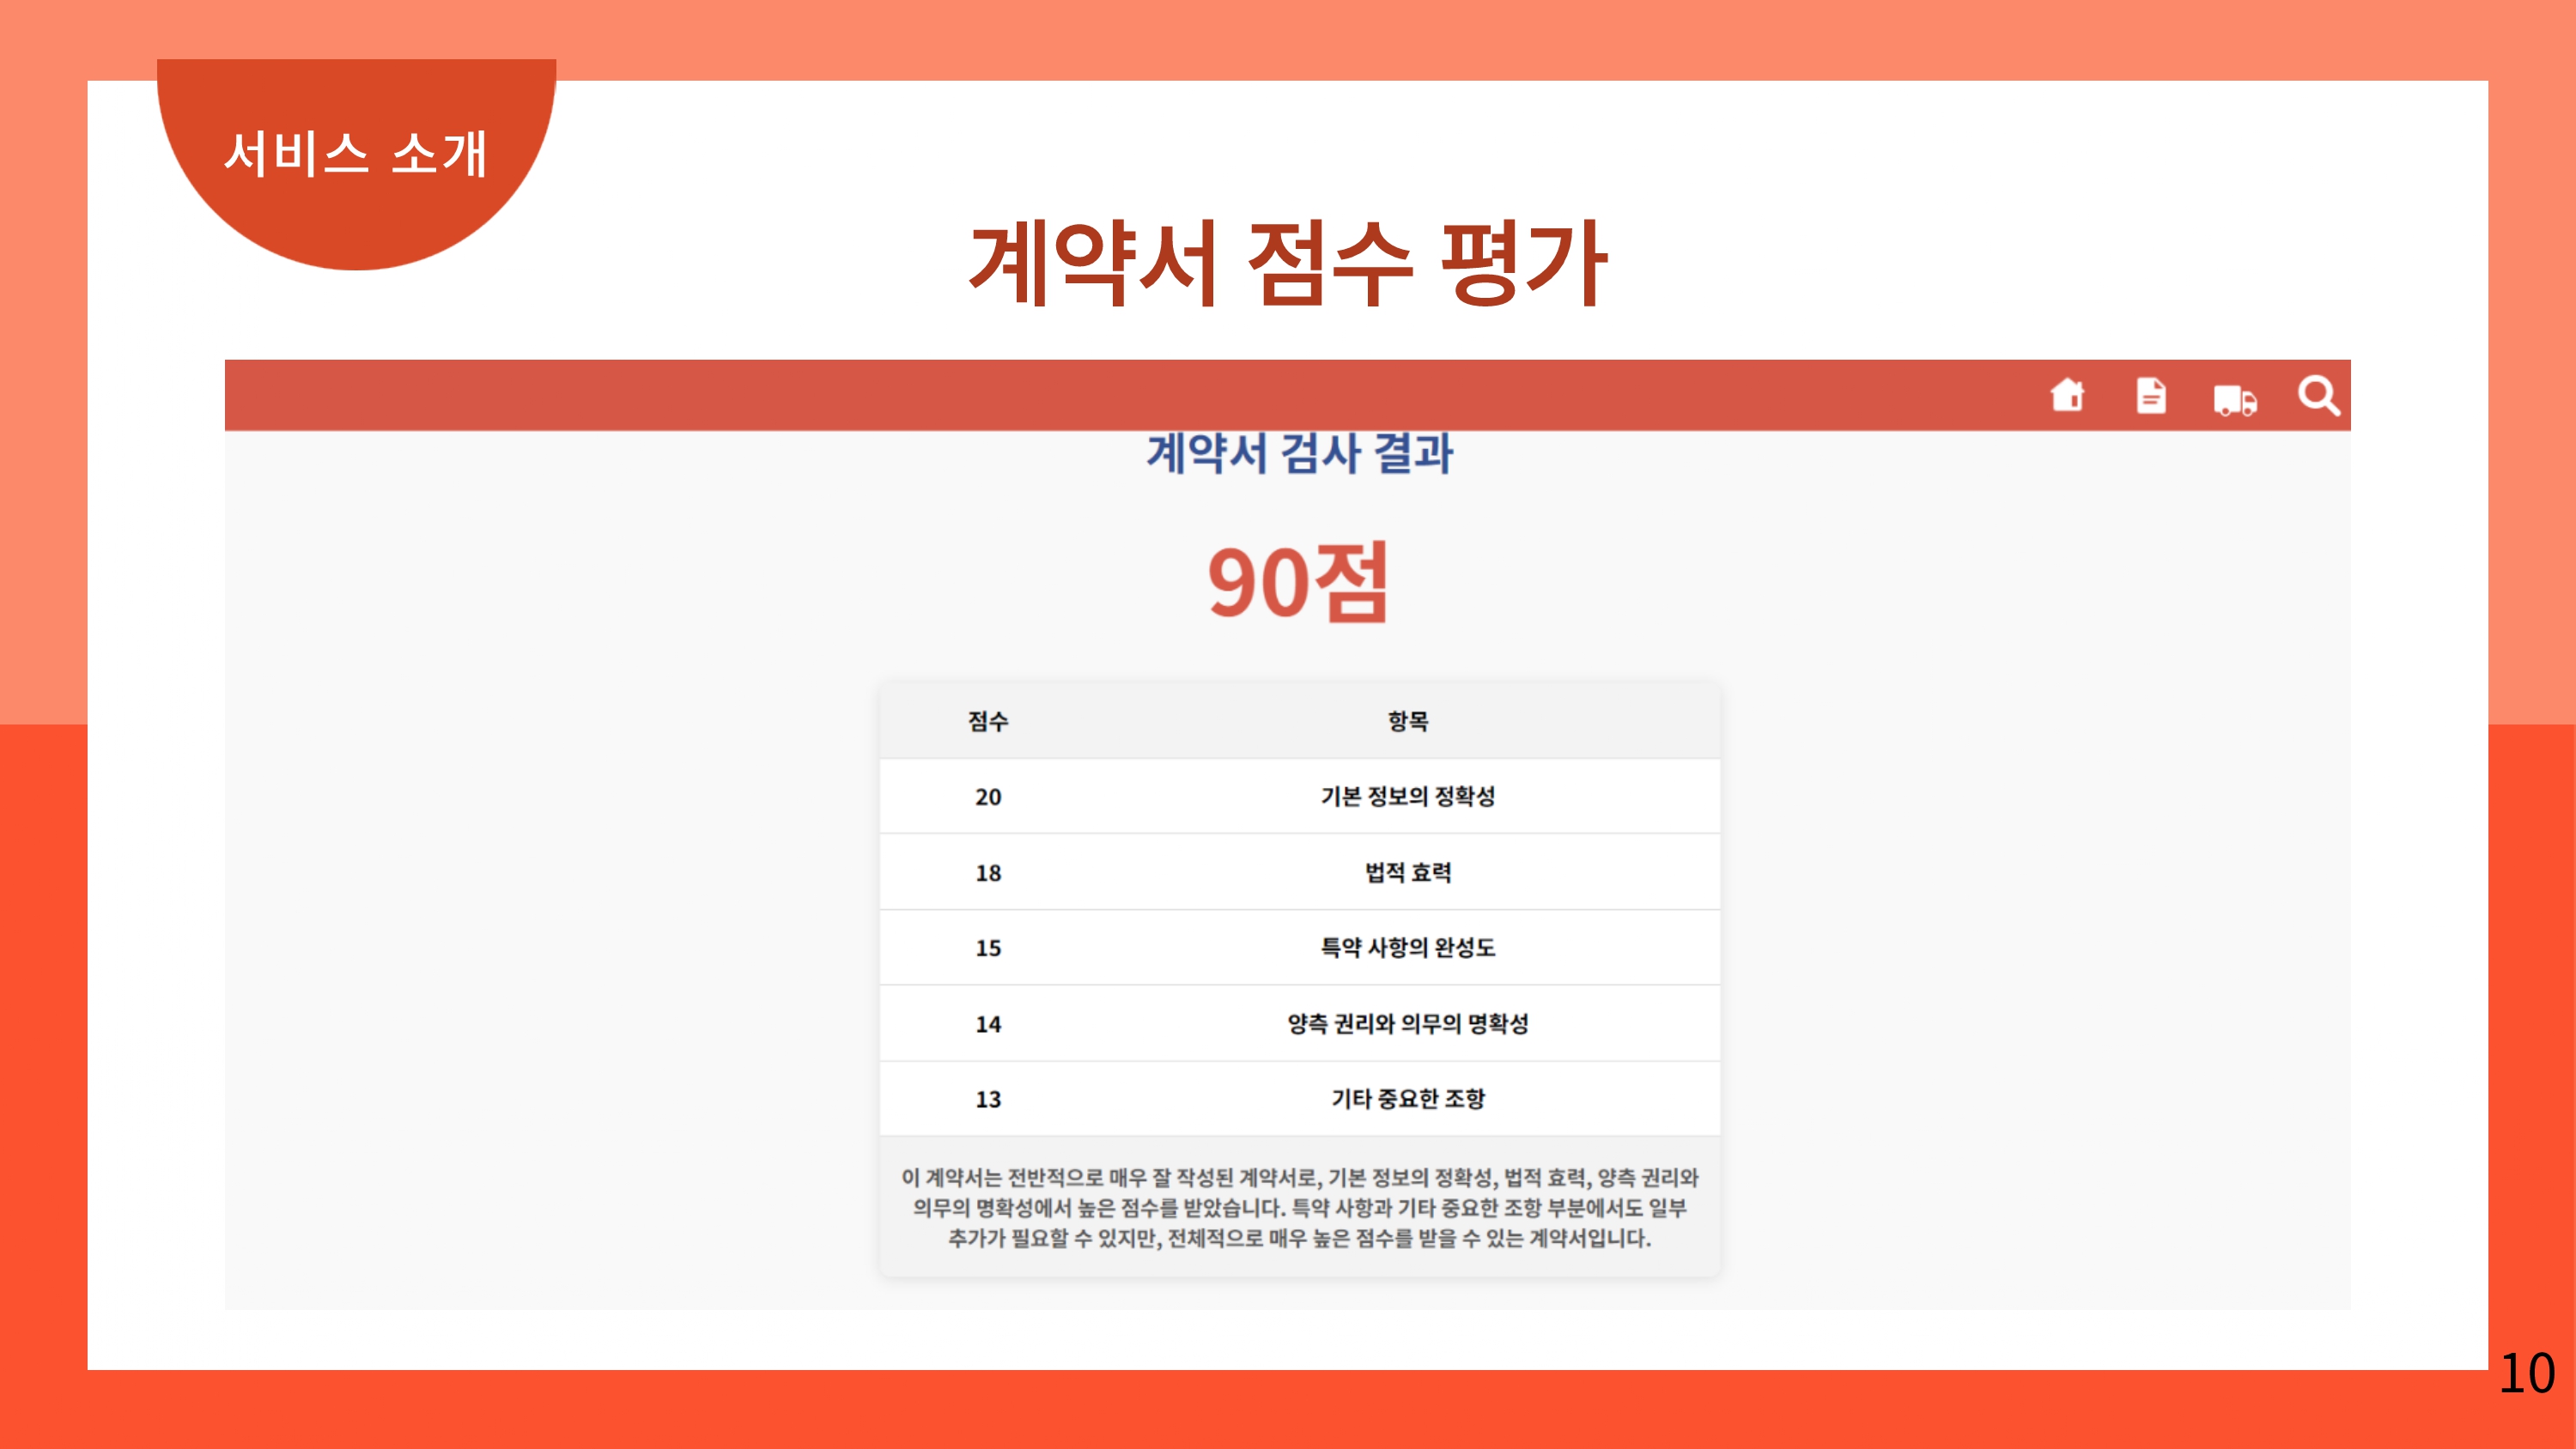 서비스 소개
계약서 점수 평가
계약서 검사 결과
90점
점수 항목
20 기본 정보의 정확성
18 법적 효력
15 특약 사항의 완성도
14 양측 권리와 의무의 명확성
13 기타 중요한 조항
이 계약서는 전반적으로 매우 잘 작성된 계약서로, 기본 정보의 정확성, 법적 효력, 양측 권리와
의무의 명확성에서 높은 점수를 받았습니다. 특약 사항과 기타 중요한 조항 부분에서도 일부
추가가 필요할 수 있지만, 전체적으로 매우 높은 점수를 받을 수 있는 계약서입니다.
10